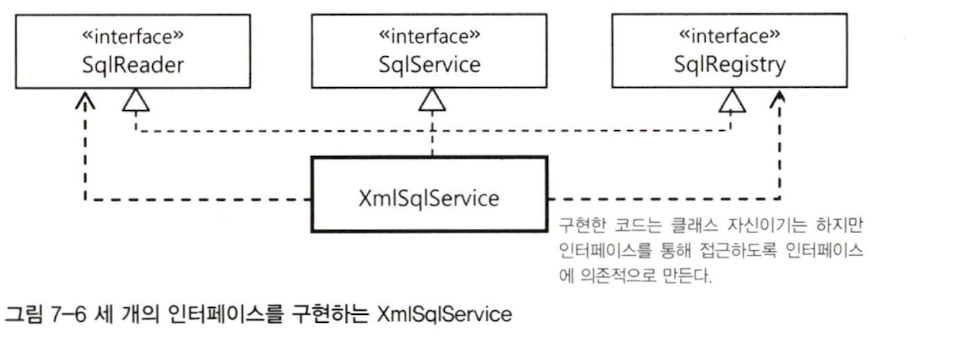 «interface»
SqlReader
«interface»
SqlService
«interface»
SqlRegistry
XmlSqlService
구현한 코드는 클래스 자신이기는 하지만
인터페이스를 통해 접근하도록 인터페이스
에 의존적으로 만든다.
그림 7-6 세 개의 인터페이스를 구현하는 XmlSqlService